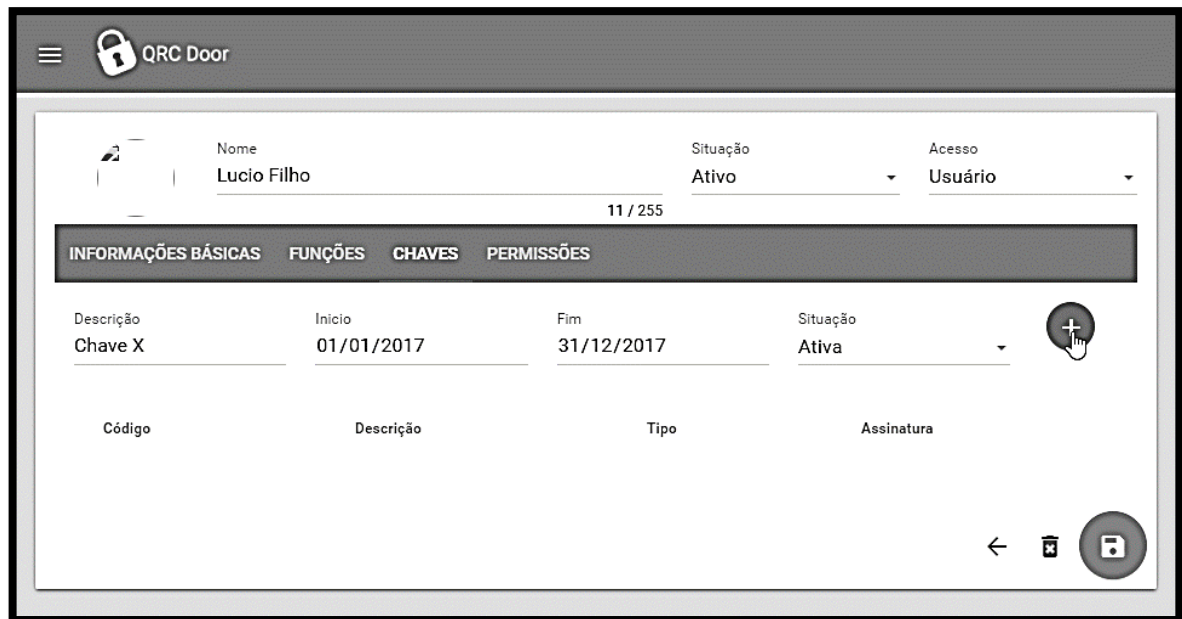 QRC Door
Nome Situação Acesso
Lucio Filho Ativo Usuário
11 / 255
INFORMAÇÕES BÁSICAS FUNÇÕES CHAVES PERMISSÕES
Descrição Inicio Fim Situação
Chave X 01/01/2017 31/12/2017 Ativa
Código Descrição Tipo Assinatura